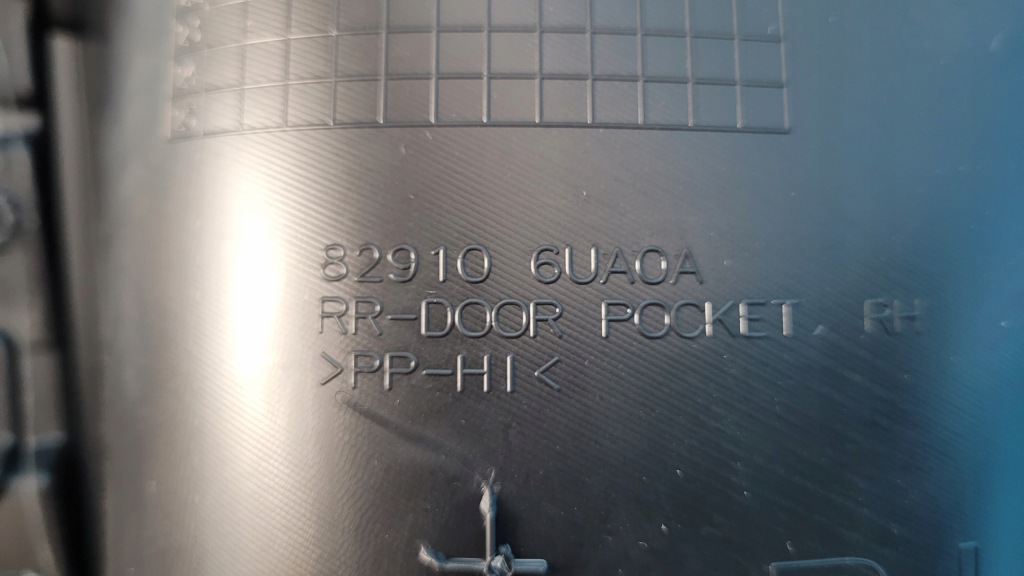 82910 6UA0A
RR-DOOR POCKET, RH
>PP-HI<